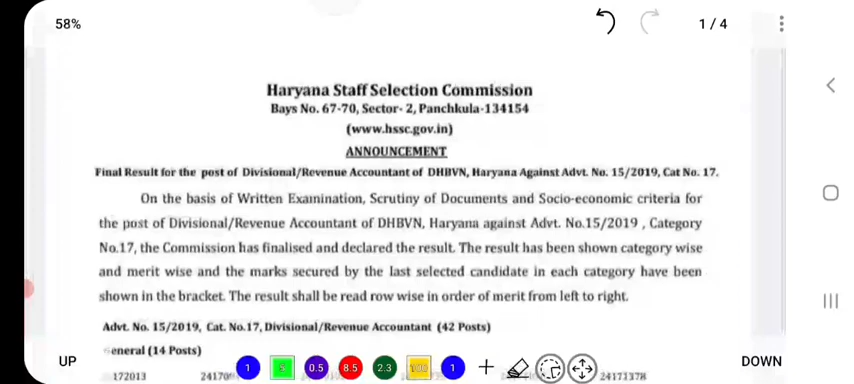 58%
1 / 4
Haryana Staff Selection Commission
Bays No. 67-70, Sector- 2, Panchkula-134154
(www.hssc.gov.in)
ANNOUNCEMENT
Final Result for the post of Divisional/Revenue Accountant of DHBVN, Haryana Against Advt. No. 15/2019, Cat No. 17.
On the basis of Written Examination, Scrutiny of Documents and Socio-economic criteria for
the post of Divisional/Revenue Accountant of DHBVN, Haryana against Advt. No.15/2019 , Category
No.17, the Commission has finalised and declared the result. The result has been shown category wise
and merit wise and the marks secured by the last selected candidate in each category have been
shown in the bracket. The result shall be read row wise in order of merit from left to right.
Advt. No. 15/2019, Cat. No.17, Divisional/Revenue Accountant (42 Posts)
eneral (14 Posts)
UP 1 0.5 8.5 2.3 100 1 DOWN
172013 24171378